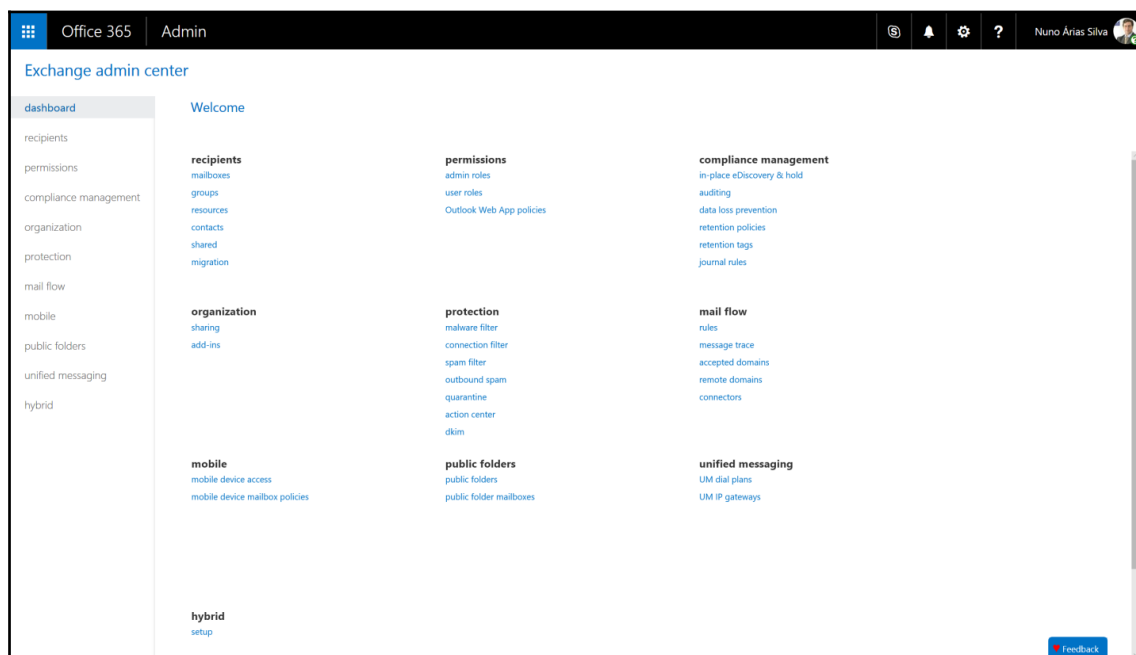 Office 365 Admin Nuno Árias Silva
Exchange admin center
dashboard
recipients
permissions
compliance management
organization
protection
mail flow
mobile
public folders
unified messaging
hybrid
Welcome
recipients
mailboxes
groups
resources
contacts
shared
migration
permissions
admin roles
user roles
Outlook Web App policies
compliance management
in-place eDiscovery & hold
auditing
data loss prevention
retention policies
retention tags
journal rules
organization
sharing
add-ins
protection
malware filter
connection filter
spam filter
outbound spam
quarantine
action center
dkim
mail flow
rules
message trace
accepted domains
remote domains
connectors
mobile
mobile device access
mobile device mailbox policies
public folders
public folders
public folder mailboxes
unified messaging
UM dial plans
UM IP gateways
hybrid
setup
Feedback